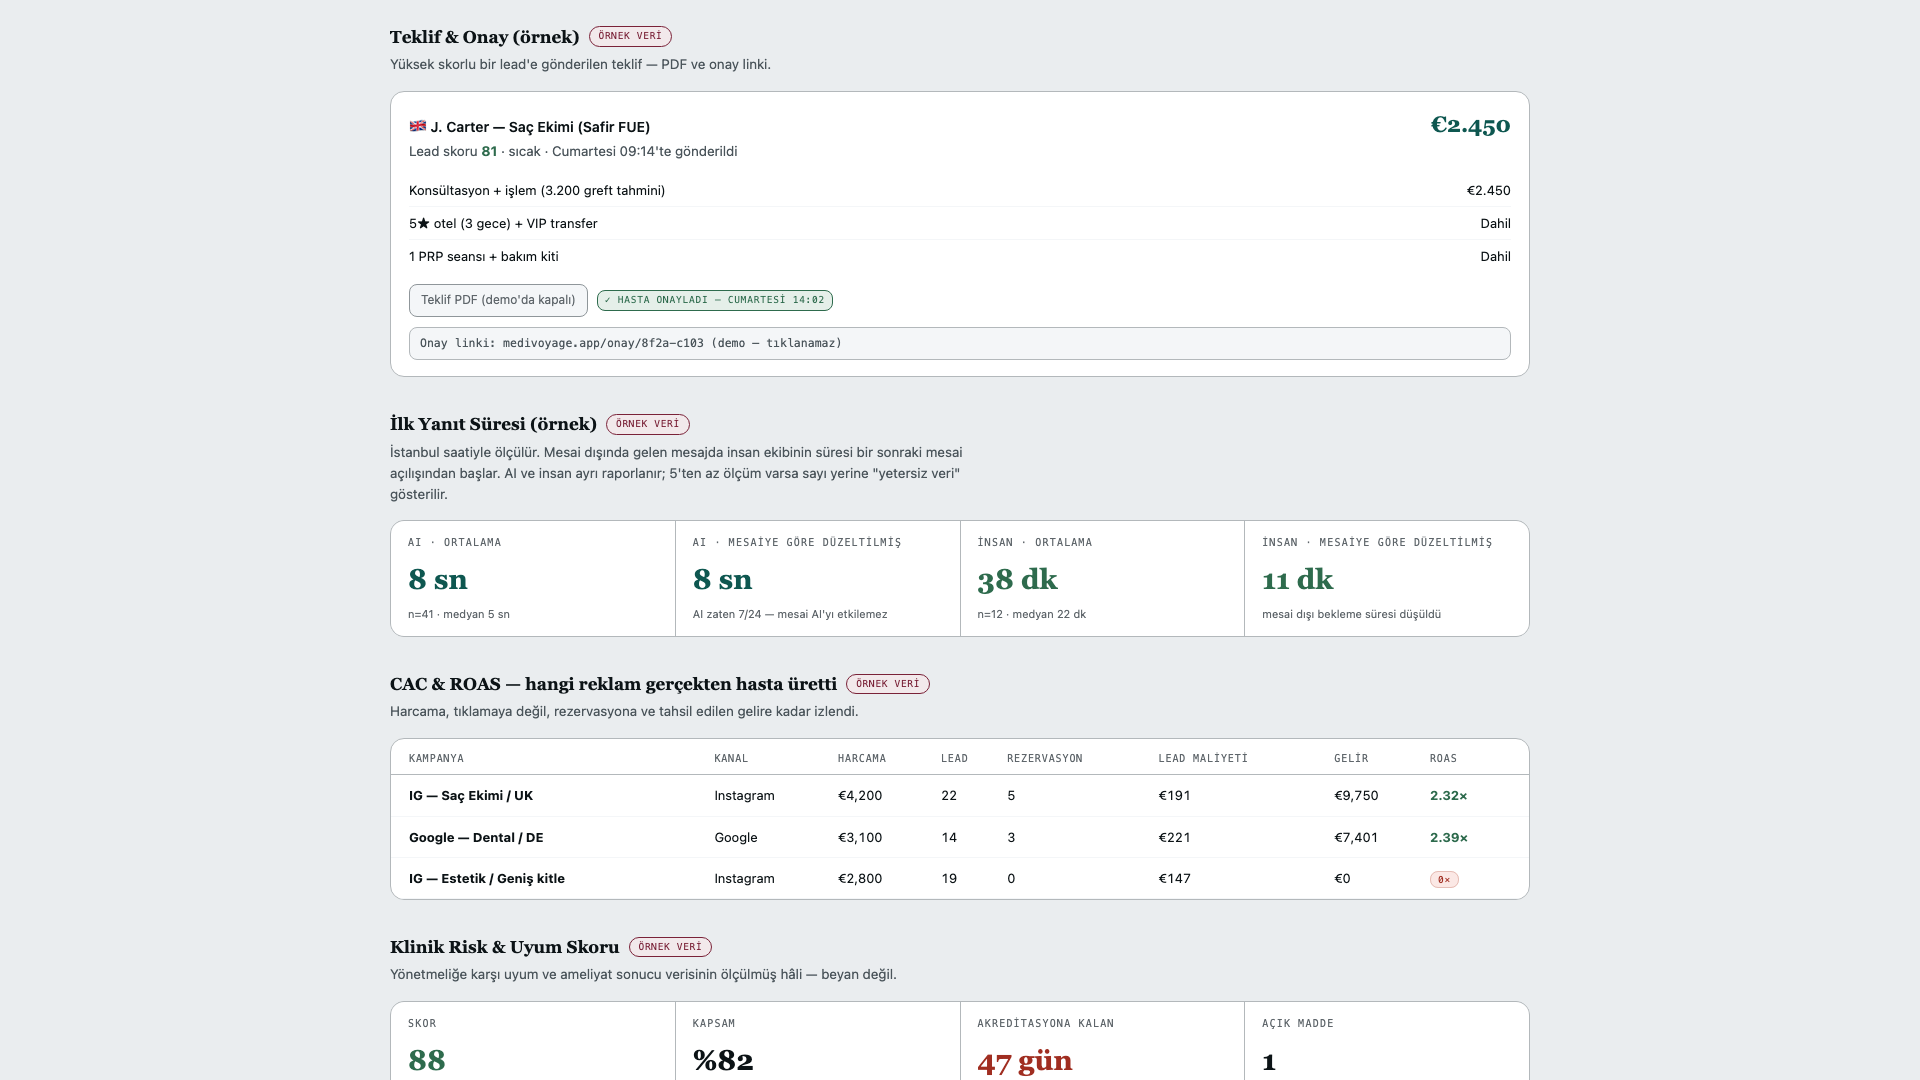 Teklif & Onay (örnek) ÖRNEK VERİ
Yüksek skorlu bir lead'e gönderilen teklif — PDF ve onay linki.
🇬🇧 J. Carter — Saç Ekimi (Safir FUE) €2.450
Lead skoru 81 · sıcak · Cumartesi 09:14'te gönderildi
Konsültasyon + işlem (3.200 greft tahmini) €2.450
5★ otel (3 gece) + VIP transfer Dahil
1 PRP seansı + bakım kiti Dahil
Teklif PDF (demo'da kapalı) ✓ HASTA ONAYLADI — CUMARTESİ 14:02
Onay linki: medivoyage.app/onay/8f2a-c103 (demo — tıklanamaz)
İlk Yanıt Süresi (örnek) ÖRNEK VERİ
İstanbul saatiyle ölçülür. Mesai dışında gelen mesajda insan ekibinin süresi bir sonraki mesai
açılışından başlar. AI ve insan ayrı raporlanır; 5'ten az ölçüm varsa sayı yerine "yetersiz veri"
gösterilir.
AI · ORTALAMA AI · MESAİYE GÖRE DÜZELTİLMİŞ İNSAN · ORTALAMA İNSAN · MESAİYE GÖRE DÜZELTİLMİŞ
8 sn 8 sn 38 dk 11 dk
n=41 · medyan 5 sn AI zaten 7/24 — mesai AI'yı etkilemez n=12 · medyan 22 dk mesai dışı bekleme süresi düşüldü
CAC & ROAS — hangi reklam gerçekten hasta üretti ÖRNEK VERİ
Harcama, tıklamaya değil, rezervasyona ve tahsil edilen gelire kadar izlendi.
KAMPANYA KANAL HARCAMA LEAD REZERVASYON LEAD MALİYETİ GELİR ROAS
IG — Saç Ekimi / UK Instagram €4,200 22 5 €191 €9,750 2.32×
Google — Dental / DE Google €3,100 14 3 €221 €7,401 2.39×
IG — Estetik / Geniş kitle Instagram €2,800 19 0 €147 €0 0×
Klinik Risk & Uyum Skoru ÖRNEK VERİ
Yönetmeliğe karşı uyum ve ameliyat sonucu verisinin ölçülmüş hâli — beyan değil.
SKOR KAPSAM AKREDİTASYONA KALAN AÇIK MADDE
88 %82 47 gün 1